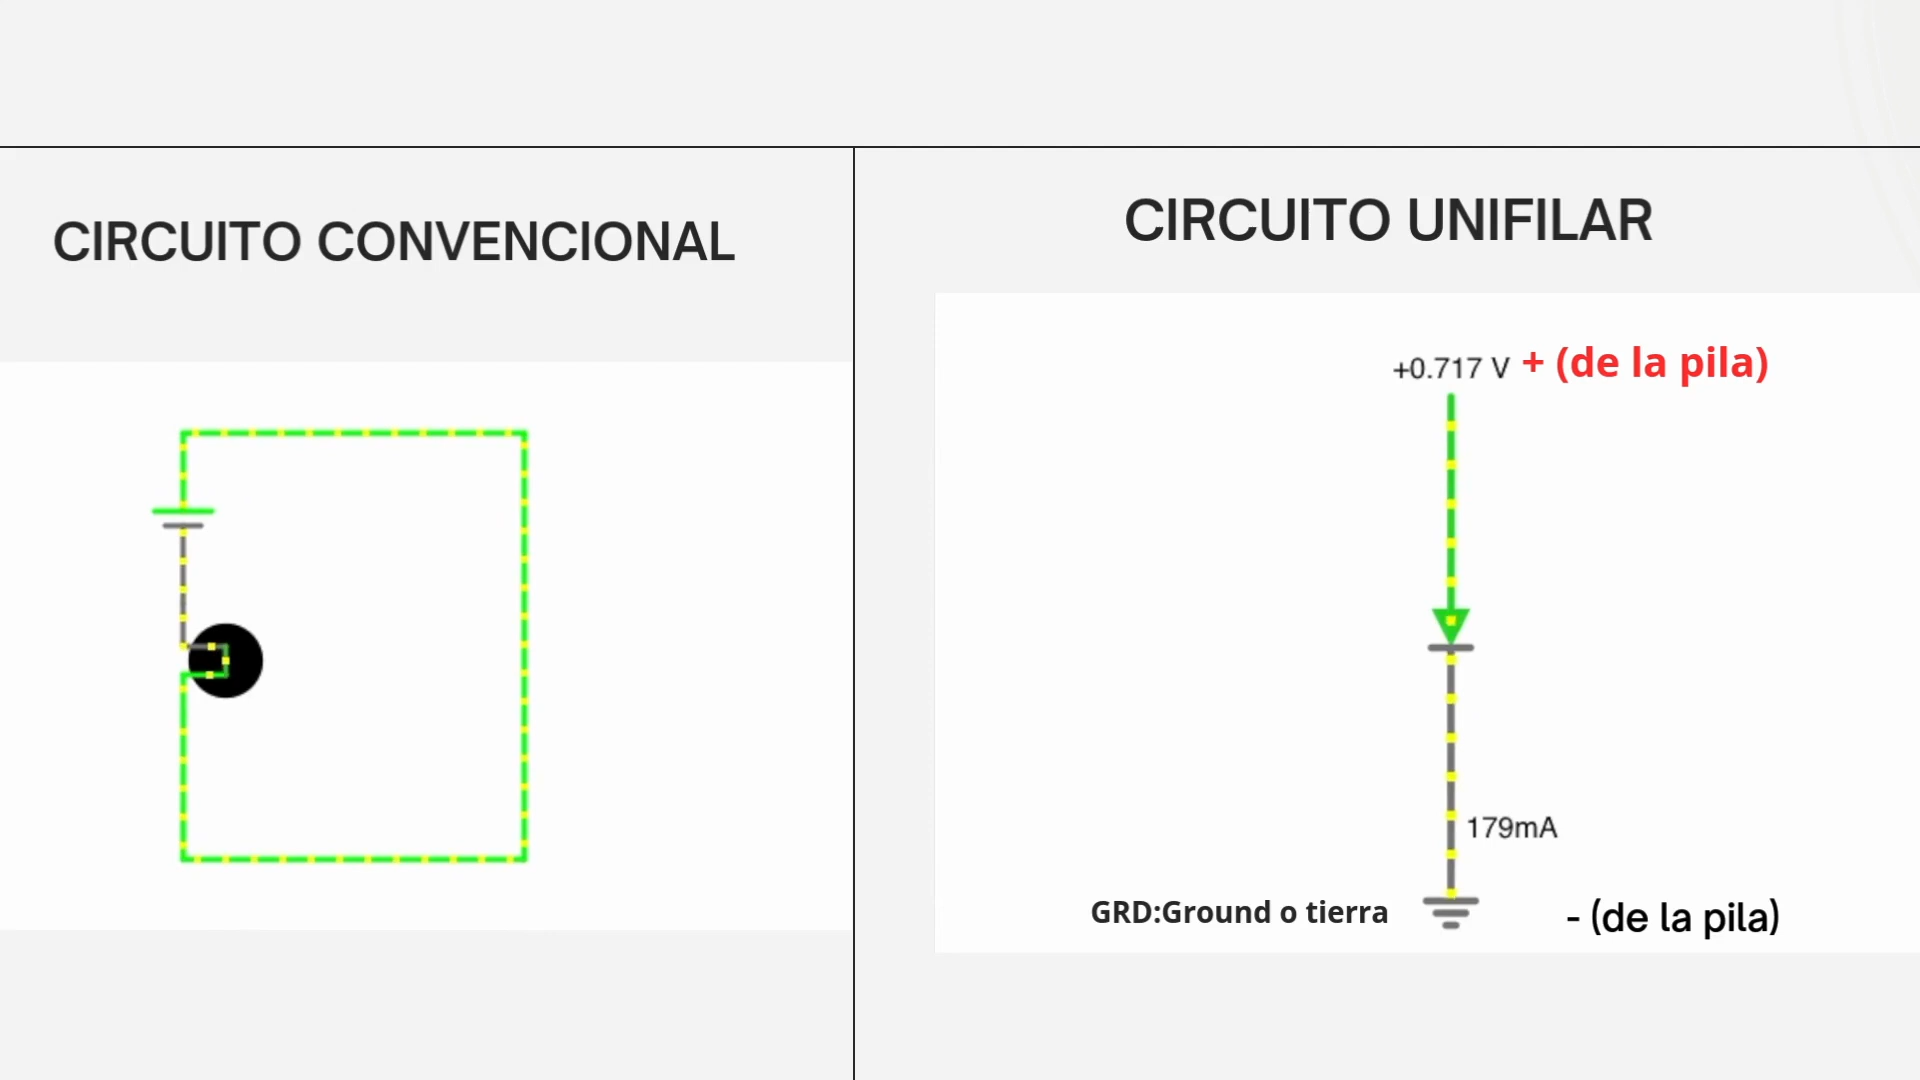 CIRCUITO CONVENCIONAL
CIRCUITO UNIFILAR
+0.717 V + (de la pila)
179mA
GRD:Ground o tierra
- (de la pila)